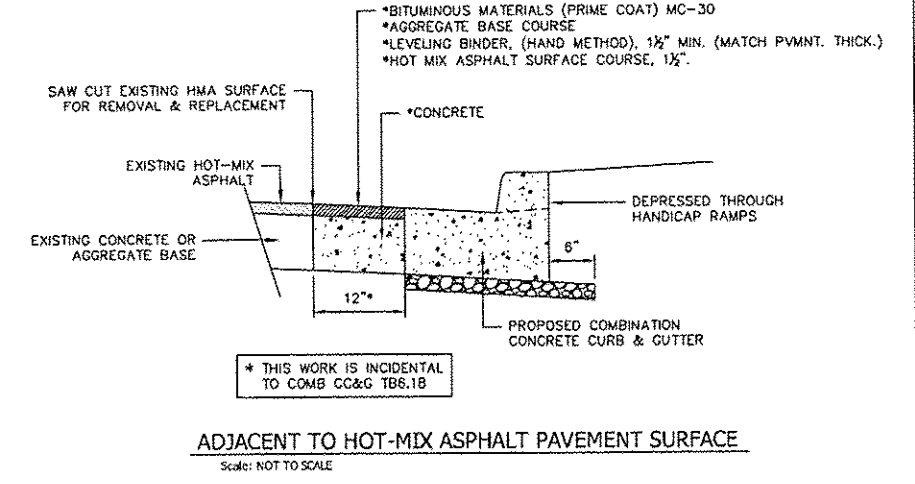 *BITUMINOUS MATERIALS (PRIME COAT) MC-30
*AGGREGATE BASE COURSE
*LEVELING BINDER, (HAND METHOD), 1½" MIN. (MATCH PVMNT. THICK.)
*HOT MIX ASPHALT SURFACE COURSE, 1½".
SAW CUT EXISTING HMA SURFACE
FOR REMOVAL & REPLACEMENT
*CONCRETE
EXISTING HOT-MIX
ASPHALT
DEPRESSED THROUGH
HANDICAP RAMPS
EXISTING CONCRETE OR
AGGREGATE BASE
6"
12"*
PROPOSED COMBINATION
CONCRETE CURB & GUTTER
* THIS WORK IS INCIDENTAL
TO COMB CC&G TB6.18
ADJACENT TO HOT-MIX ASPHALT PAVEMENT SURFACE
Scale: NOT TO SCALE